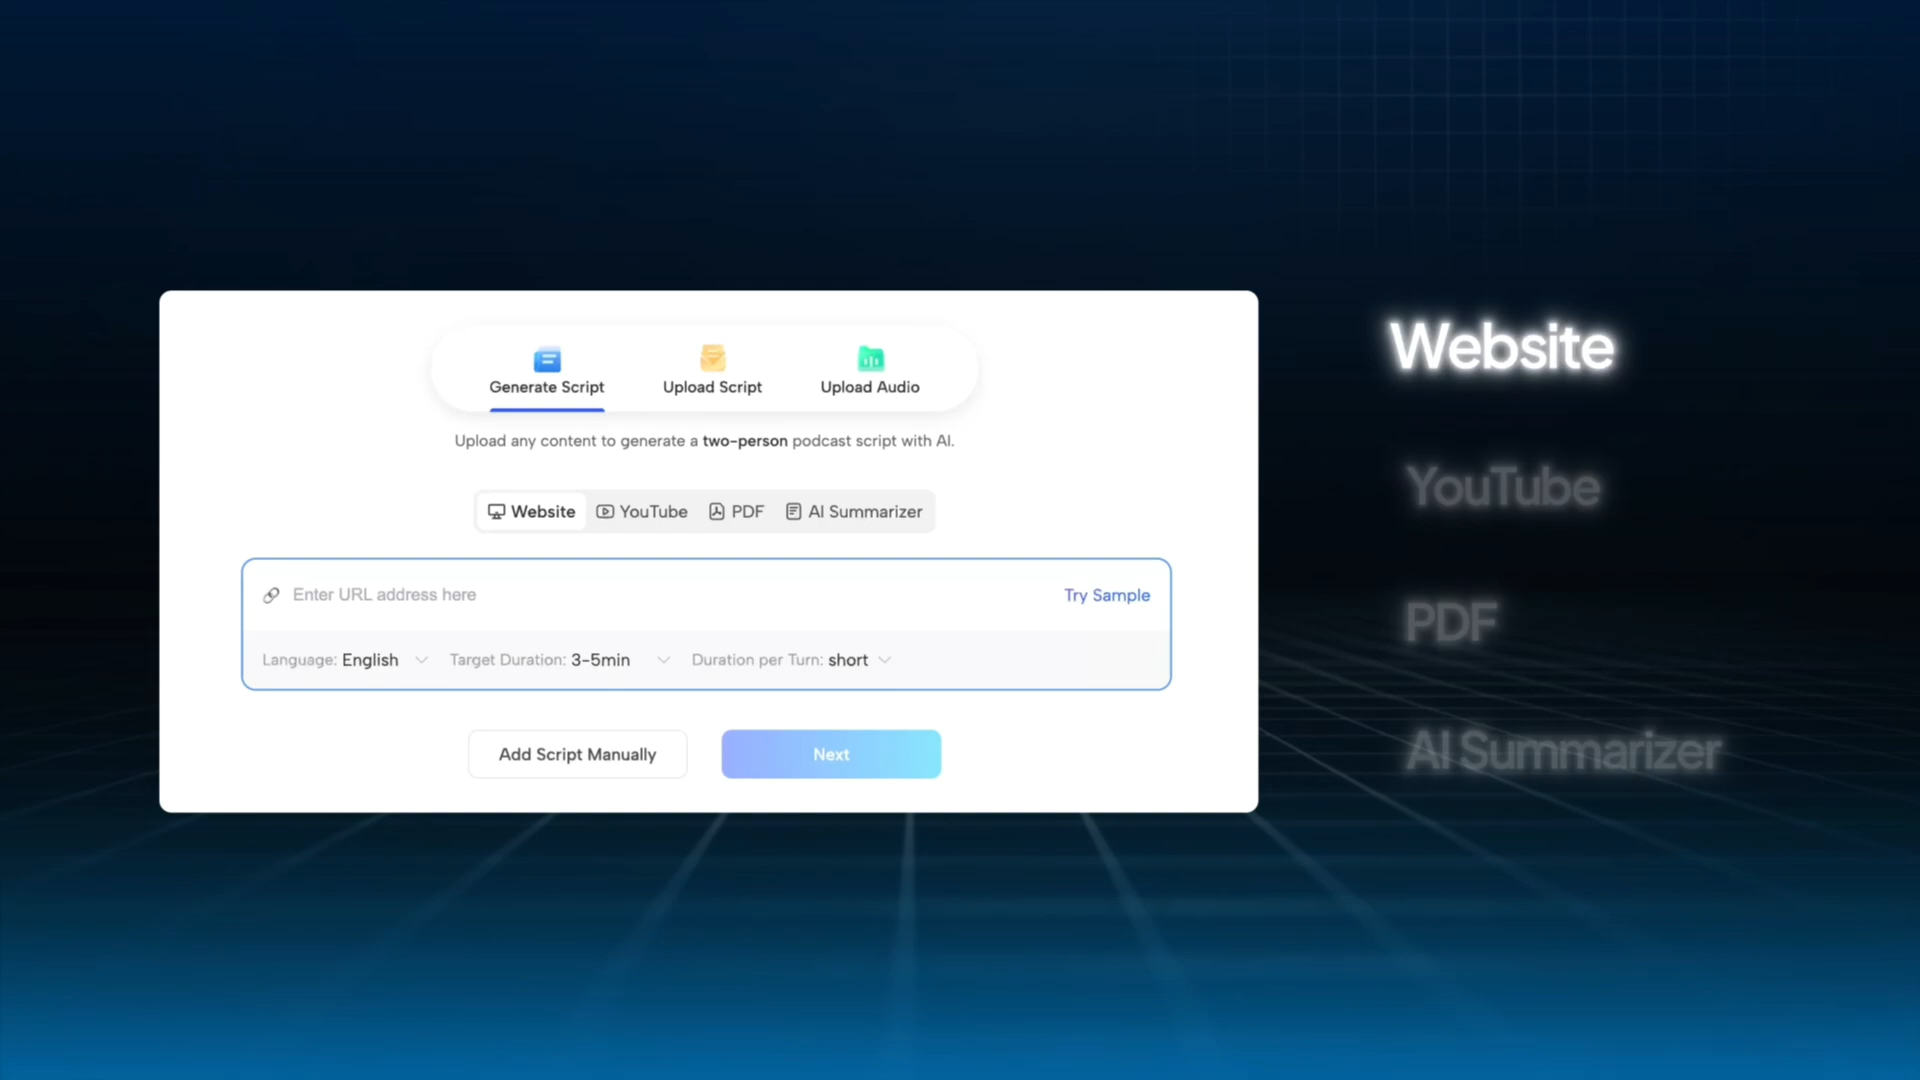 Generate Script
Upload Script
Upload Audio
Upload any content to generate a two-person podcast script with AI.
Website
YouTube
PDF
AI Summarizer
Enter URL address here
Try Sample
Language: English
Target Duration: 3-5min
Duration per Turn: short
Add Script Manually
Next
Website
YouTube
PDF
AI Summarizer